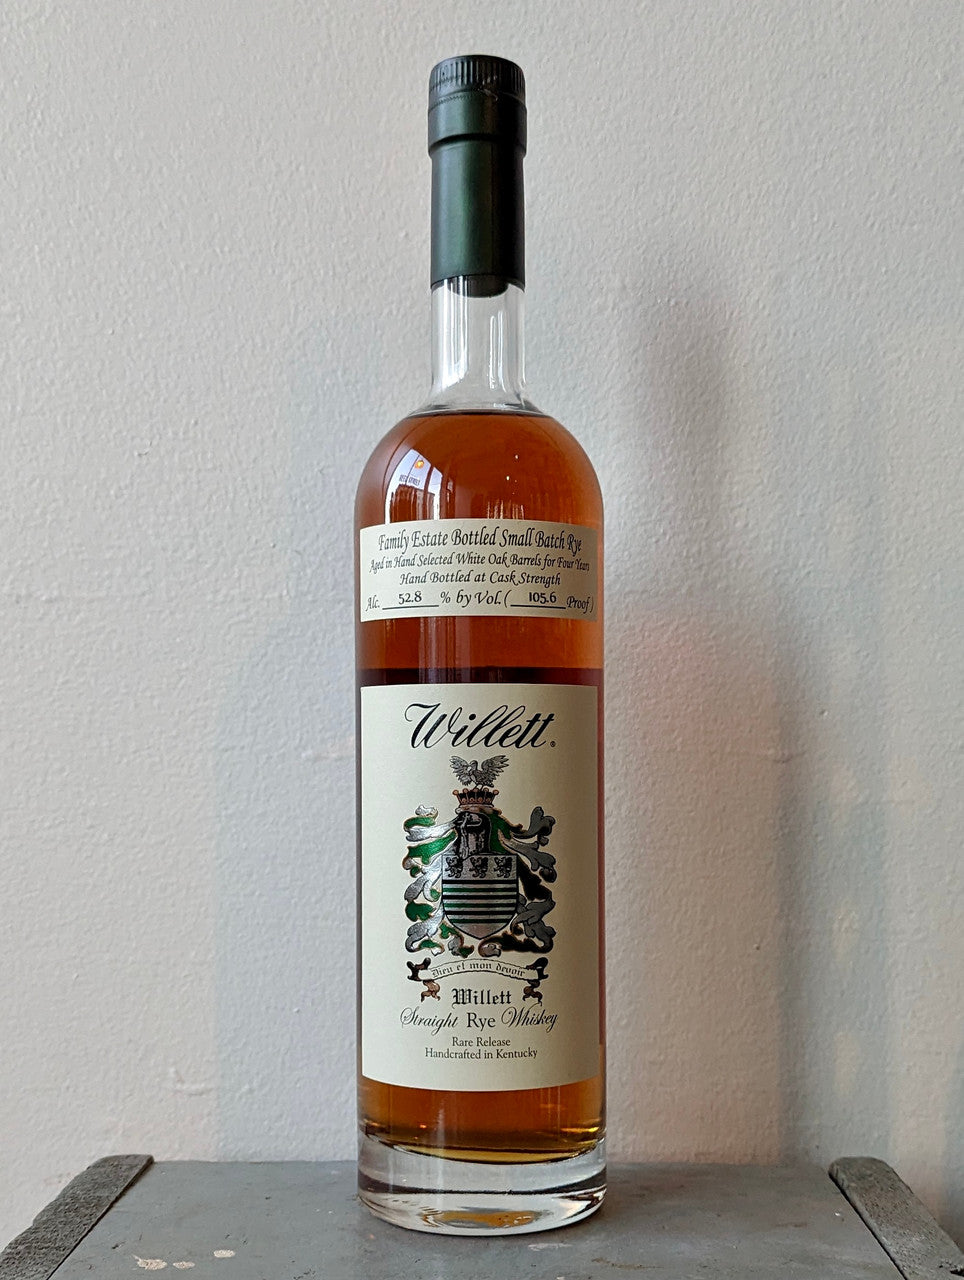 Family Estate Bottled Small Batch Rye
Aged in Hand Selected White Oak Barrels for Four Years
Hand Bottled at Cask Strength
Alc. 52.8 % by Vol. ( 105.6 Proof )
Willett®
Dieu et mon devoir
Willett
Straight Rye Whiskey
Rare Release
Handcrafted in Kentucky